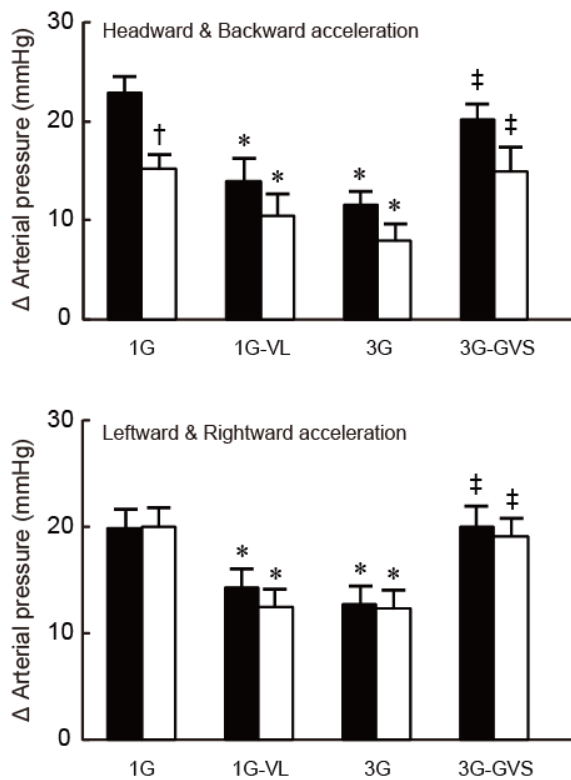 30
Headward & Backward acceleration
‡
†
‡
20
*
*
*
*
10
0
Δ Arterial pressure (mmHg)
1G
1G-VL
3G
3G-GVS
30
Leftward & Rightward acceleration
‡
‡
20
*
*
*
*
10
0
Δ Arterial pressure (mmHg)
1G
1G-VL
3G
3G-GVS